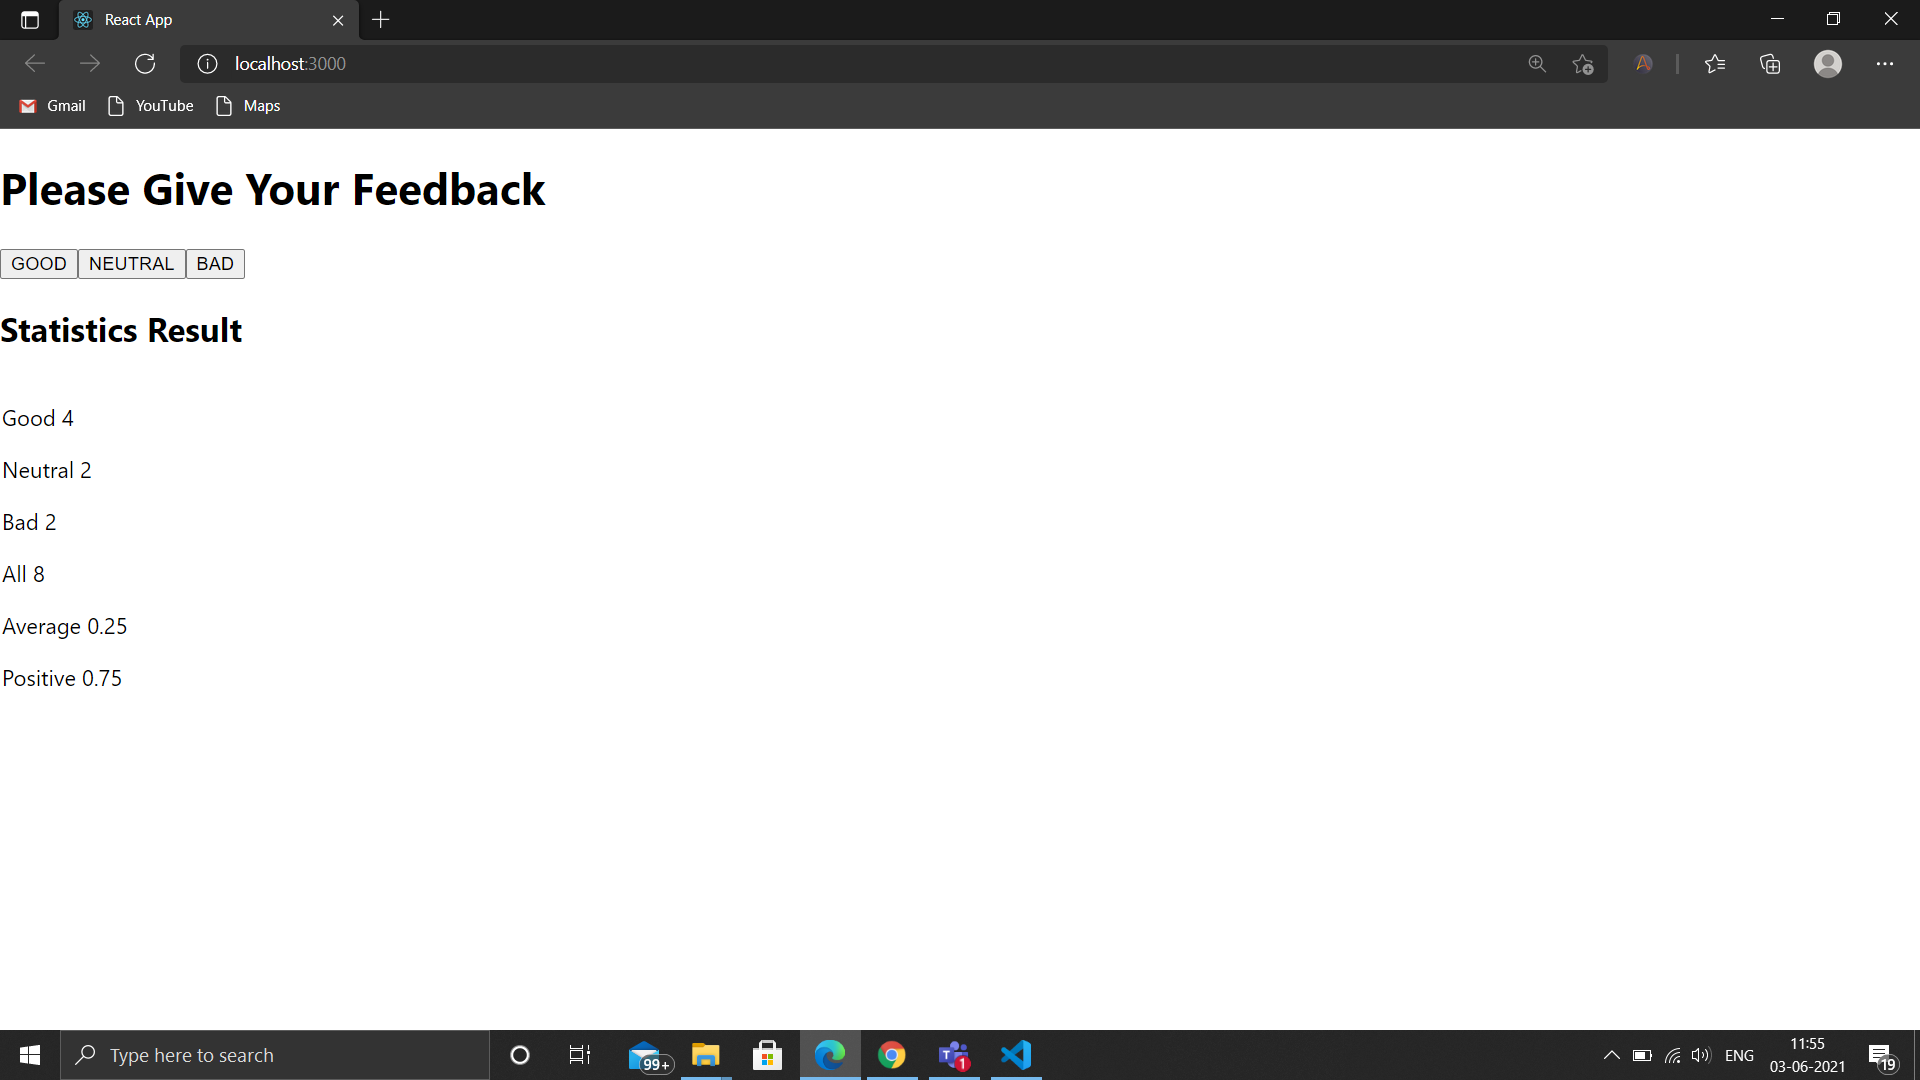 React App
localhost:3000
Gmail YouTube Maps
Please Give Your Feedback
GOOD NEUTRAL BAD
Statistics Result
Good 4
Neutral 2
Bad 2
All 8
Average 0.25
Positive 0.75
Type here to search
99+
T 1
ENG
11:55
03-06-2021
19